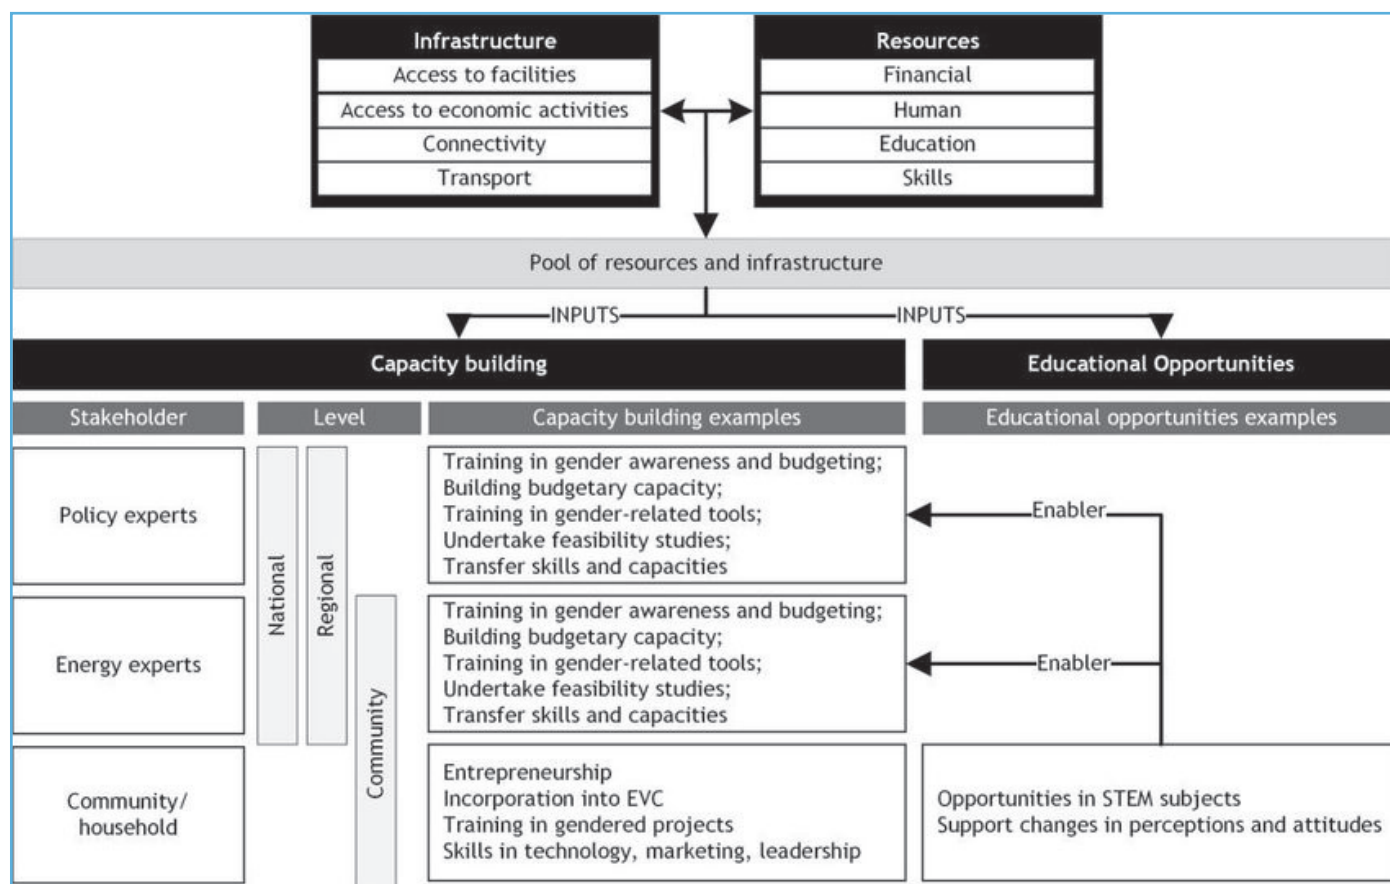 Infrastructure
Access to facilities
Access to economic activities
Connectivity
Transport
Resources
Financial
Human
Education
Skills
Pool of resources and infrastructure
INPUTS
INPUTS
Capacity building
Educational Opportunities
Stakeholder
Level
Capacity building examples
Educational opportunities examples
Policy experts
National
Regional
Training in gender awareness and budgeting;
Building budgetary capacity;
Training in gender-related tools;
Undertake feasibility studies;
Transfer skills and capacities
Enabler
Energy experts
Community
Training in gender awareness and budgeting;
Building budgetary capacity;
Training in gender-related tools;
Undertake feasibility studies;
Transfer skills and capacities
Enabler
Community/
household
Entrepreneurship
Incorporation into EVC
Training in gendered projects
Skills in technology, marketing, leadership
Opportunities in STEM subjects
Support changes in perceptions and attitudes